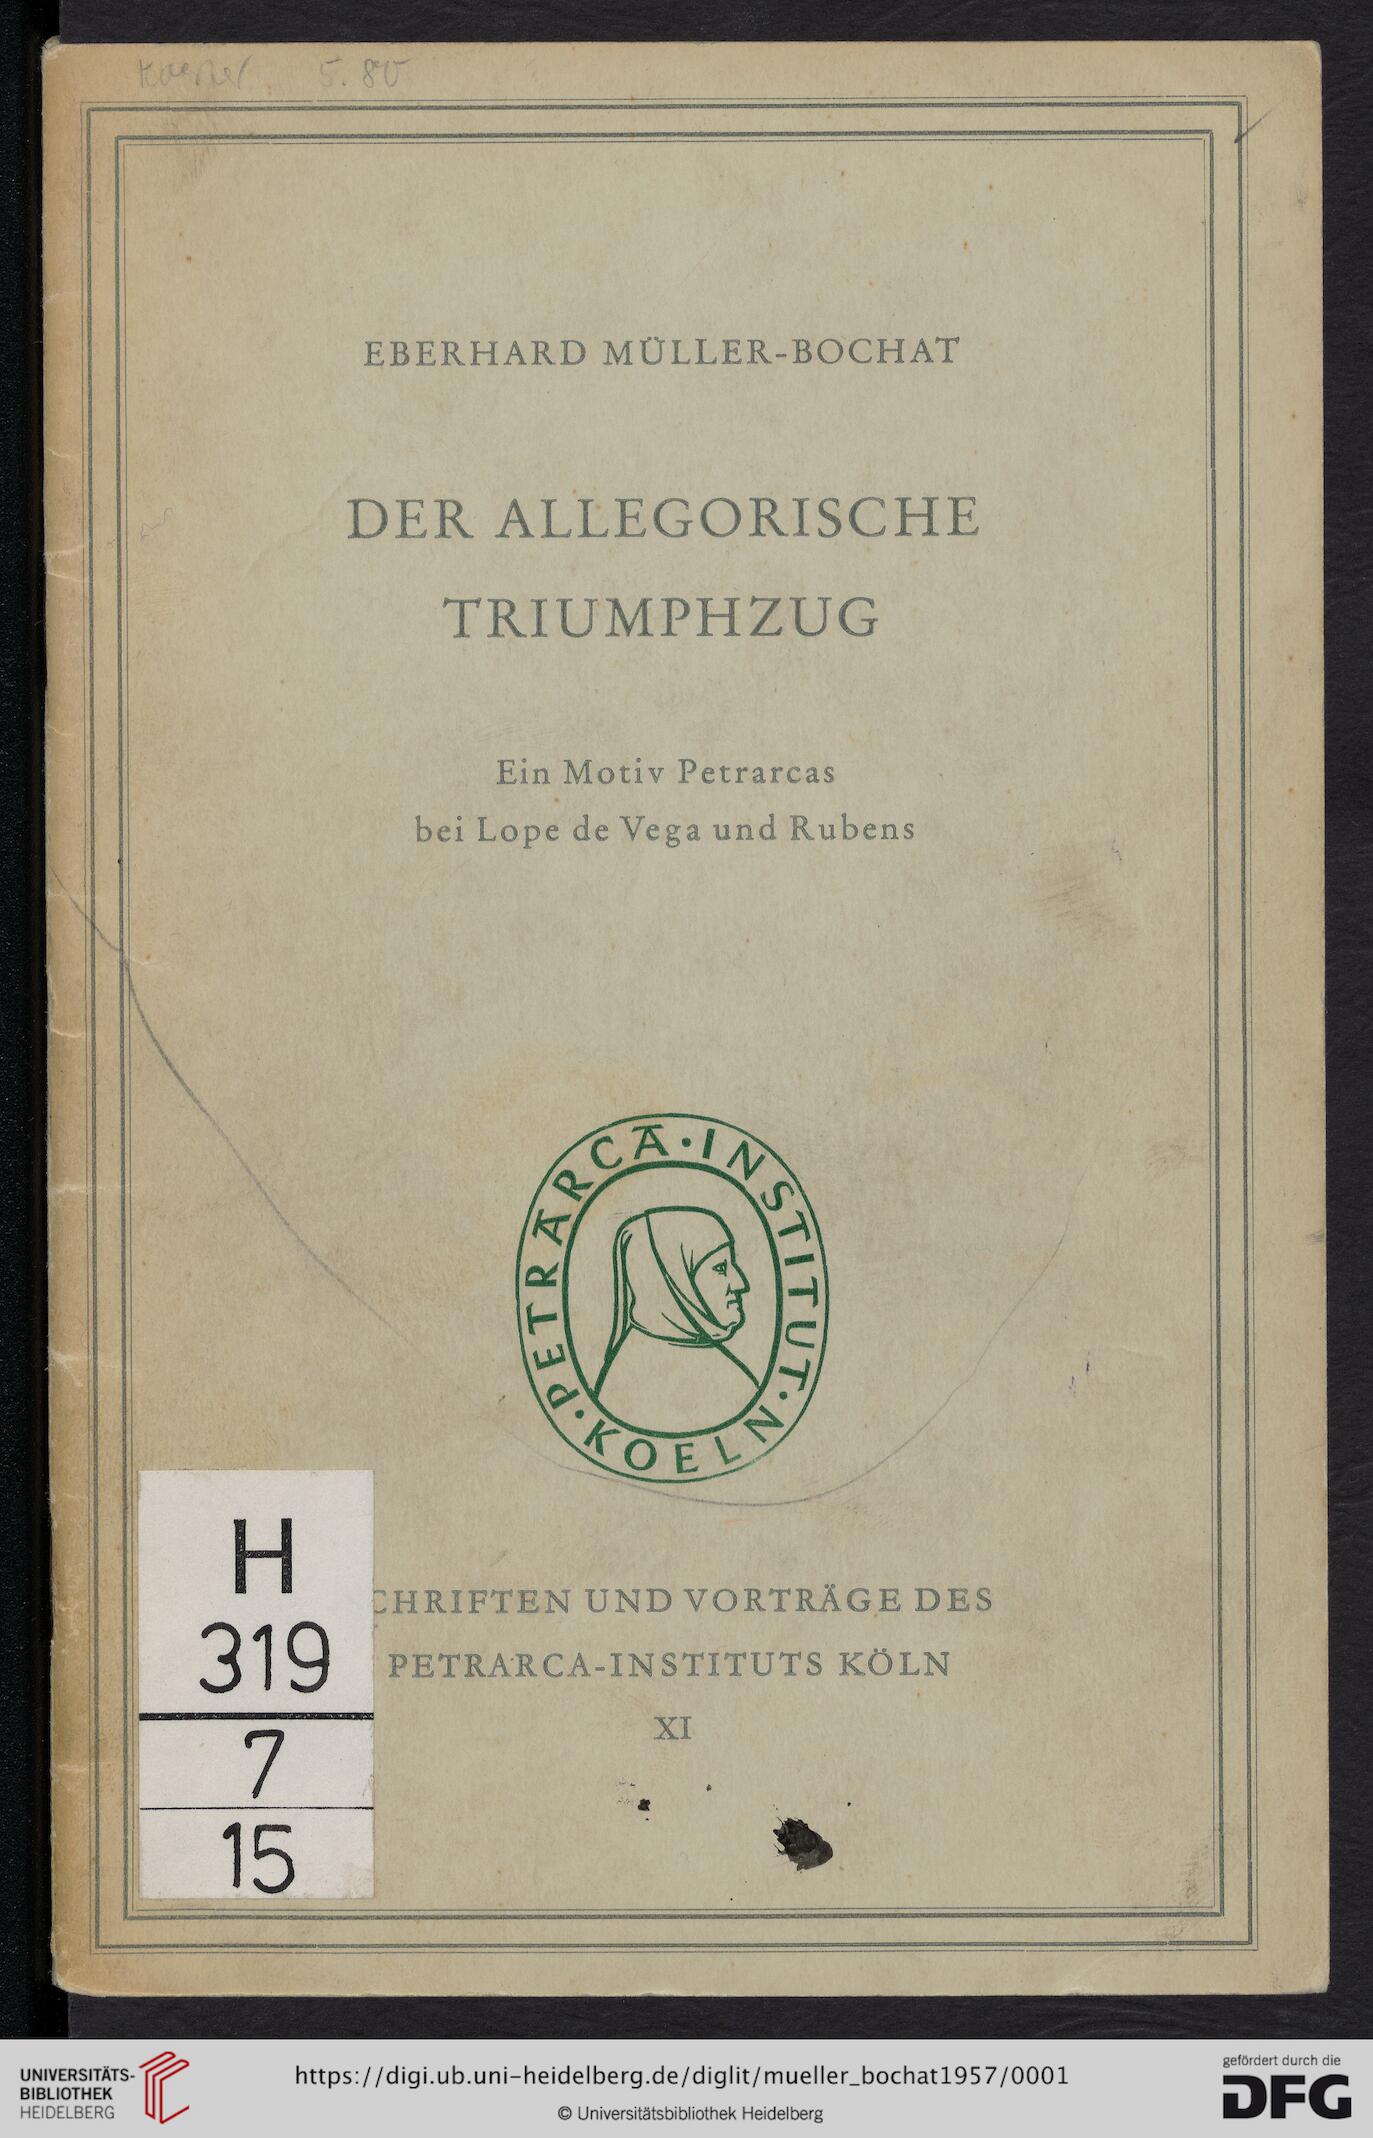 5.80
EBERHARD MÜLLER-BOCHAT
DER ALLEGORISCHE
TRIUMPHZUG
Ein Motiv Petrarcas
bei Lope de Vega und Rubens
PETRARCA·INSTITUT·
KOELN·
H
319
7
15
CHRIFTEN UND VORTRÄGE DES
PETRARCA-INSTITUTS KÖLN
XI
UNIVERSITÄTS-
BIBLIOTHEK
HEIDELBERG
https://digi.ub.uni-heidelberg.de/diglit/mueller_bochat1957/0001
© Universitätsbibliothek Heidelberg
gefördert durch die
DFG